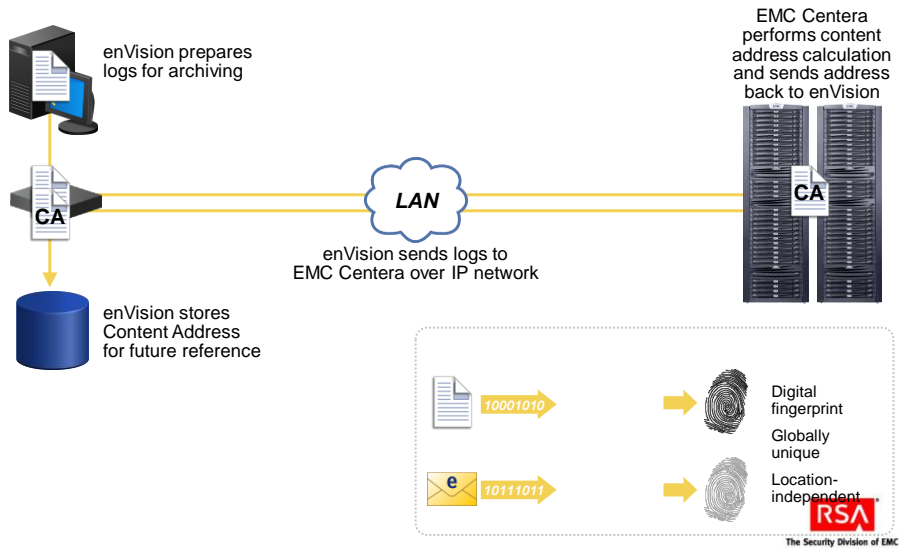 enVision prepares
logs for archiving
EMC Centera
performs content
address calculation
and sends address
back to enVision
EMC
EMC
CA
LAN
CA
enVision sends logs to
EMC Centera over IP network
enVision stores
Content Address
for future reference
10001010
Digital
fingerprint
Globally
unique
e
10111011
Location-
independent
RSA
The Security Division of EMC